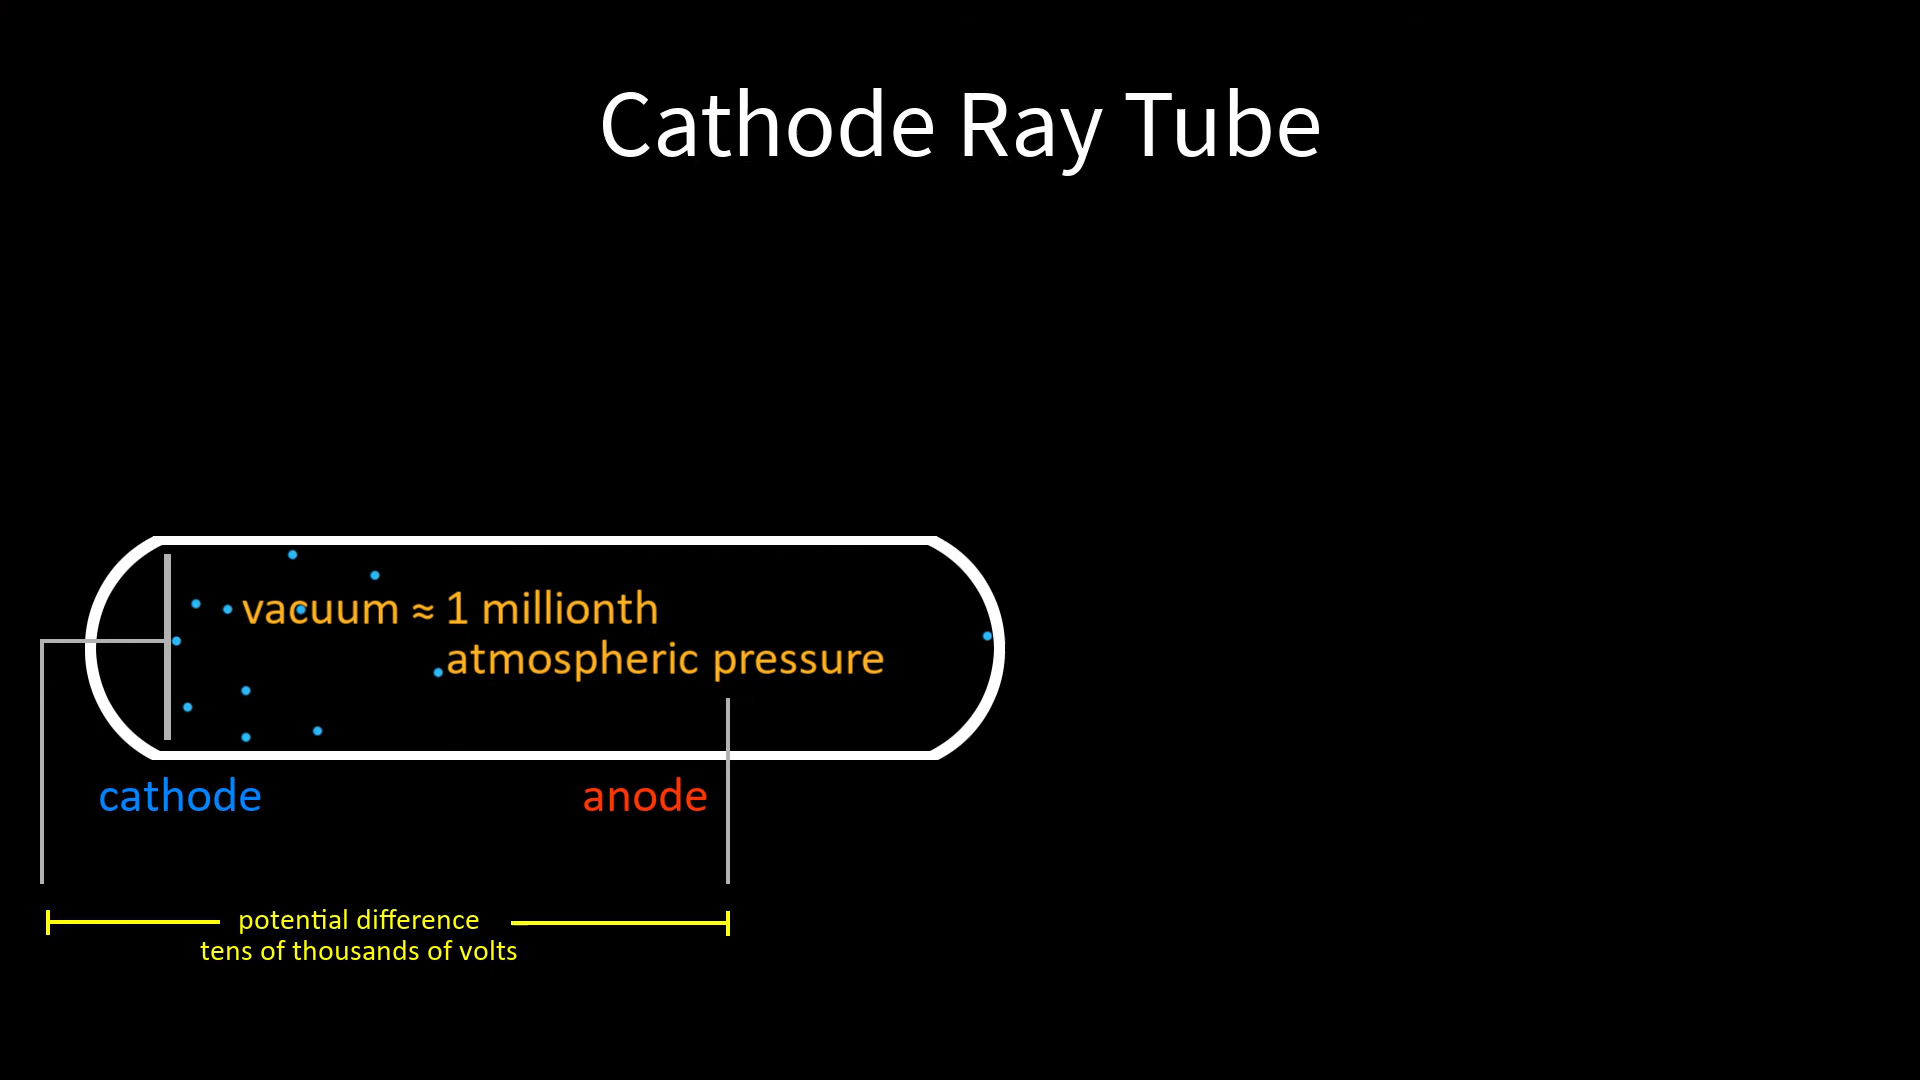 Cathode Ray Tube
vacuum ≈ 1 millionth
atmospheric pressure
cathode
anode
potential difference
tens of thousands of volts